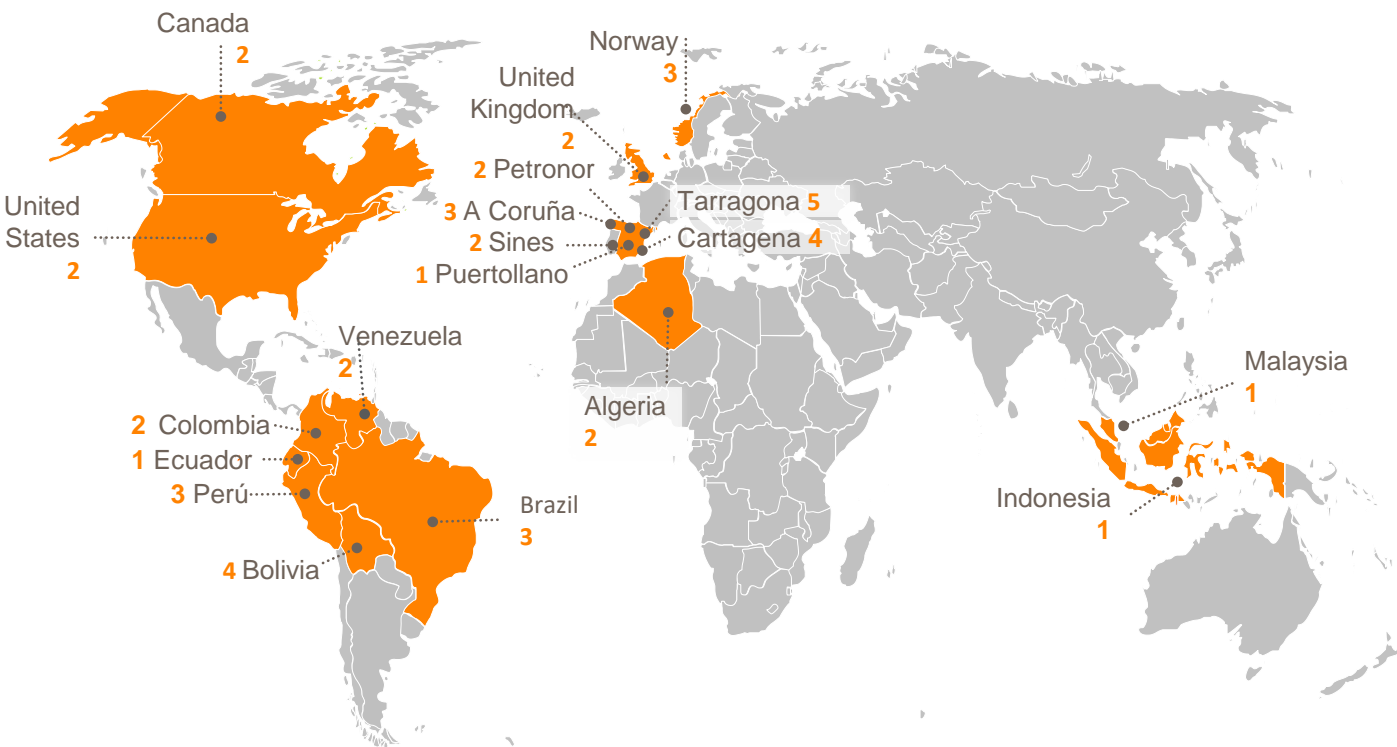 Canada
2
Norway
3
United
Kingdom
2
2 Petronor
Tarragona 5
3 A Coruña
United
States
2
2 Sines
Cartagena 4
1 Puertollano
Venezuela
2
Malaysia
1
Algeria
2
2 Colombia
1 Ecuador
3 Perú
Indonesia
1
Brazil
3
4 Bolivia